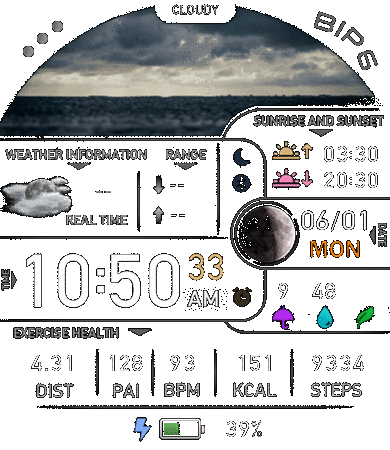 CLOUDY
BIP6
SUNRISE AND SUNSET
03:30
20:30
WEATHER INFORMATION
RANGE
--
--
--
REAL TIME
06/01
MON
DATE
TIME
10:50
33
AM
9
48
EXERCISE HEALTH
4.31
128
93
151
9334
DIST
PAI
BPM
KCAL
STEPS
39%